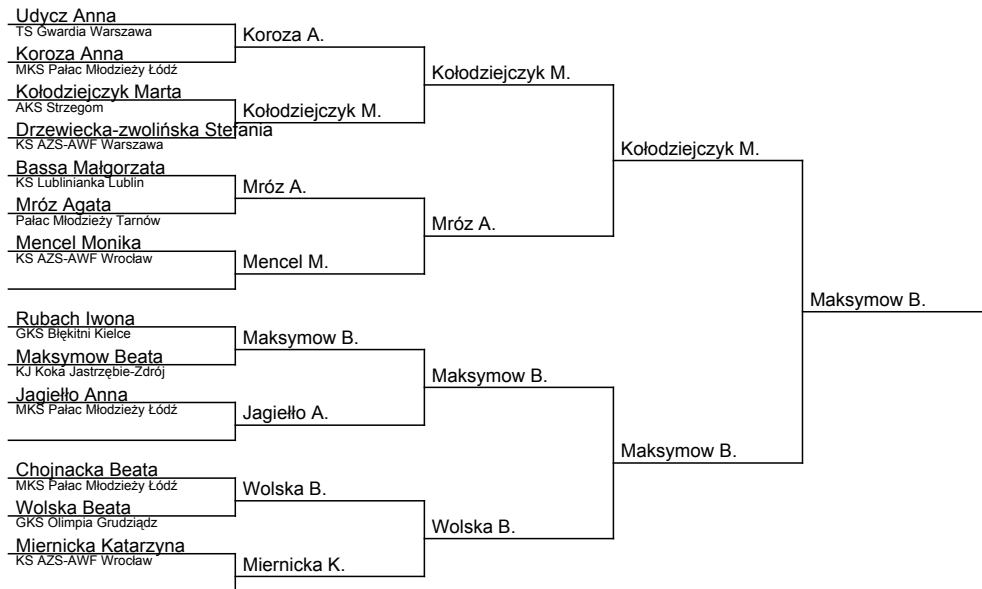 Udycz Anna
TS Gwardia Warszawa
Koroza A.
Koroza Anna
MKS Pałac Młodzieży Łódź
Kołodziejczyk M.
Kołodziejczyk Marta
AKS Strzegom
Kołodziejczyk M.
Drzewiecka-zwolińska Stefania
KS AZS-AWF Warszawa
Kołodziejczyk M.
Bassa Małgorzata
KS Lublinianka Lublin
Mróz A.
Mróz Agata
Pałac Młodzieży Tarnów
Mróz A.
Mencel Monika
KS AZS-AWF Wrocław
Mencel M.
Maksymow B.
Rubach Iwona
GKS Błękitni Kielce
Maksymow B.
Maksymow Beata
KJ Koka Jastrzębie-Zdrój
Maksymow B.
Jagiełło Anna
MKS Pałac Młodzieży Łódź
Jagiełło A.
Maksymow B.
Chojnacka Beata
MKS Pałac Młodzieży Łódź
Wolska B.
Wolska Beata
GKS Olimpia Grudziądz
Wolska B.
Miernicka Katarzyna
KS AZS-AWF Wrocław
Miernicka K.